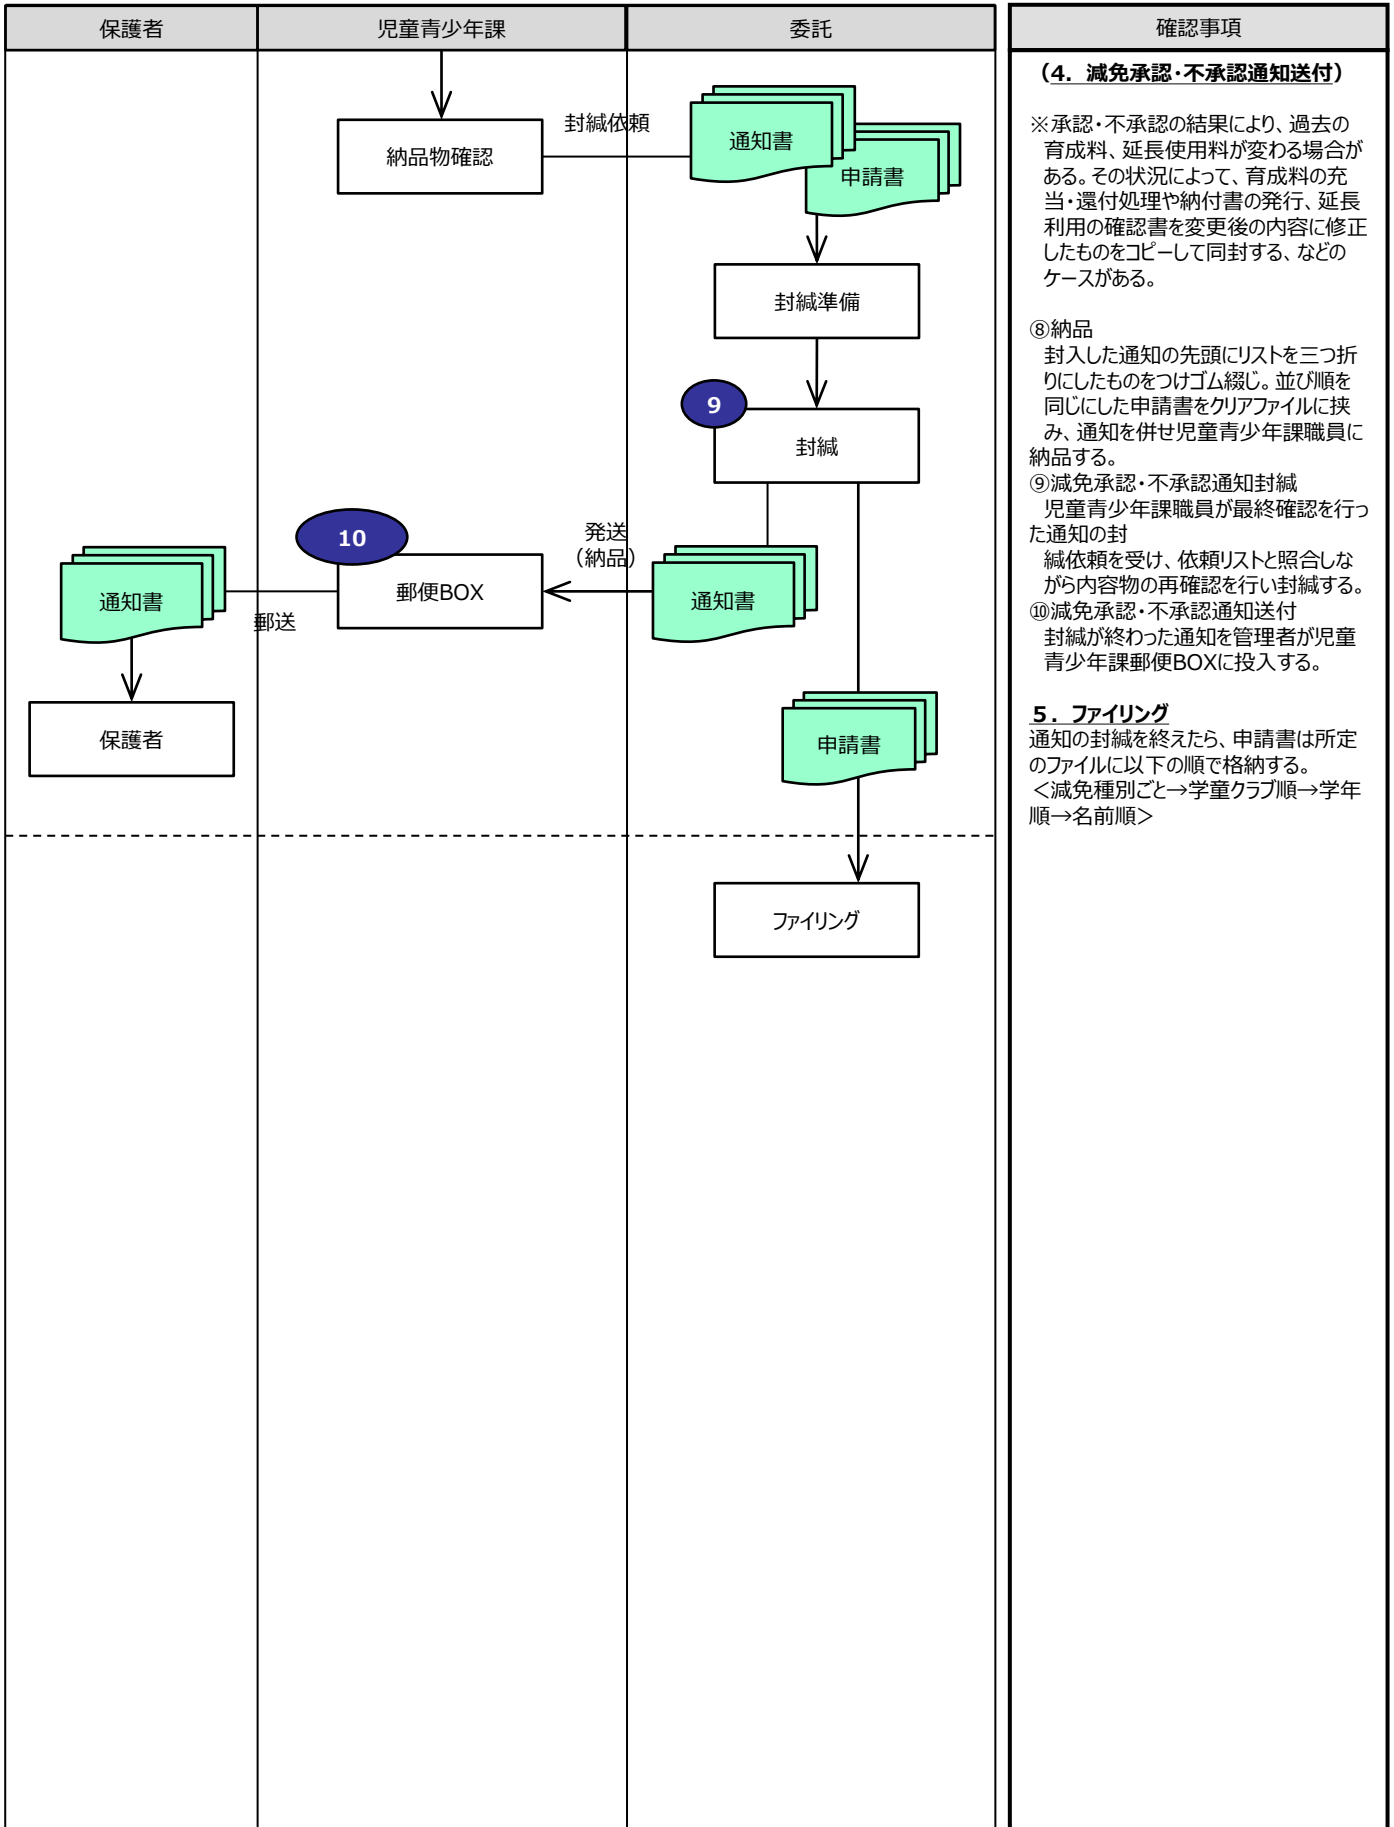 保護者
児童青少年課
委託
確認事項
納品物確認
封緘依頼
通知書
申請書
封緘準備
9
封緘
10
郵便BOX
発送
（納品）
通知書
通知書
郵送
保護者
申請書
ファイリング
（4．減免承認・不承認通知送付）
※承認・不承認の結果により、過去の
育成料、延長使用料が変わる場合が
ある。その状況によって、育成料の充
当・還付処理や納付書の発行、延長
利用の確認書を変更後の内容に修正
したものをコピーして同封する、などの
ケースがある。
⑧納品
封入した通知の先頭にリストを三つ折
りにしたものをつけゴム綴じ。並び順を
同じにした申請書をクリアファイルに挟
み、通知を併せ児童青少年課職員に
納品する。
⑨減免承認・不承認通知封緘
児童青少年課職員が最終確認を行っ
た通知の封
緘依頼を受け、依頼リストと照合しな
がら内容物の再確認を行い封緘する。
⑩減免承認・不承認通知送付
封緘が終わった通知を管理者が児童
青少年課郵便BOXに投入する。
５．ファイリング
通知の封緘を終えたら、申請書は所定
のファイルに以下の順で格納する。
＜減免種別ごと→学童クラブ順→学年
順→名前順＞